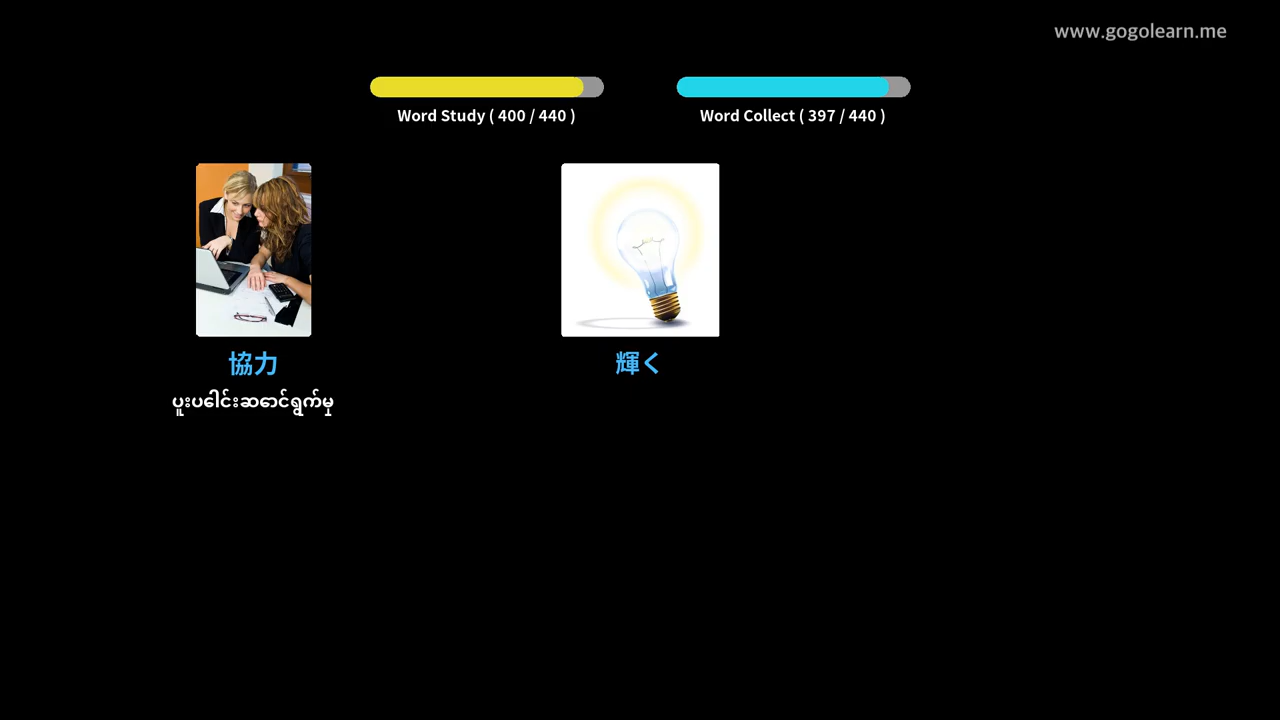 www.gogolearn.me
Word Study ( 400 / 440 )
Word Collect ( 397 / 440 )
協力
輝く
ပူးပေါင်းဆောင်ရွက်မှု